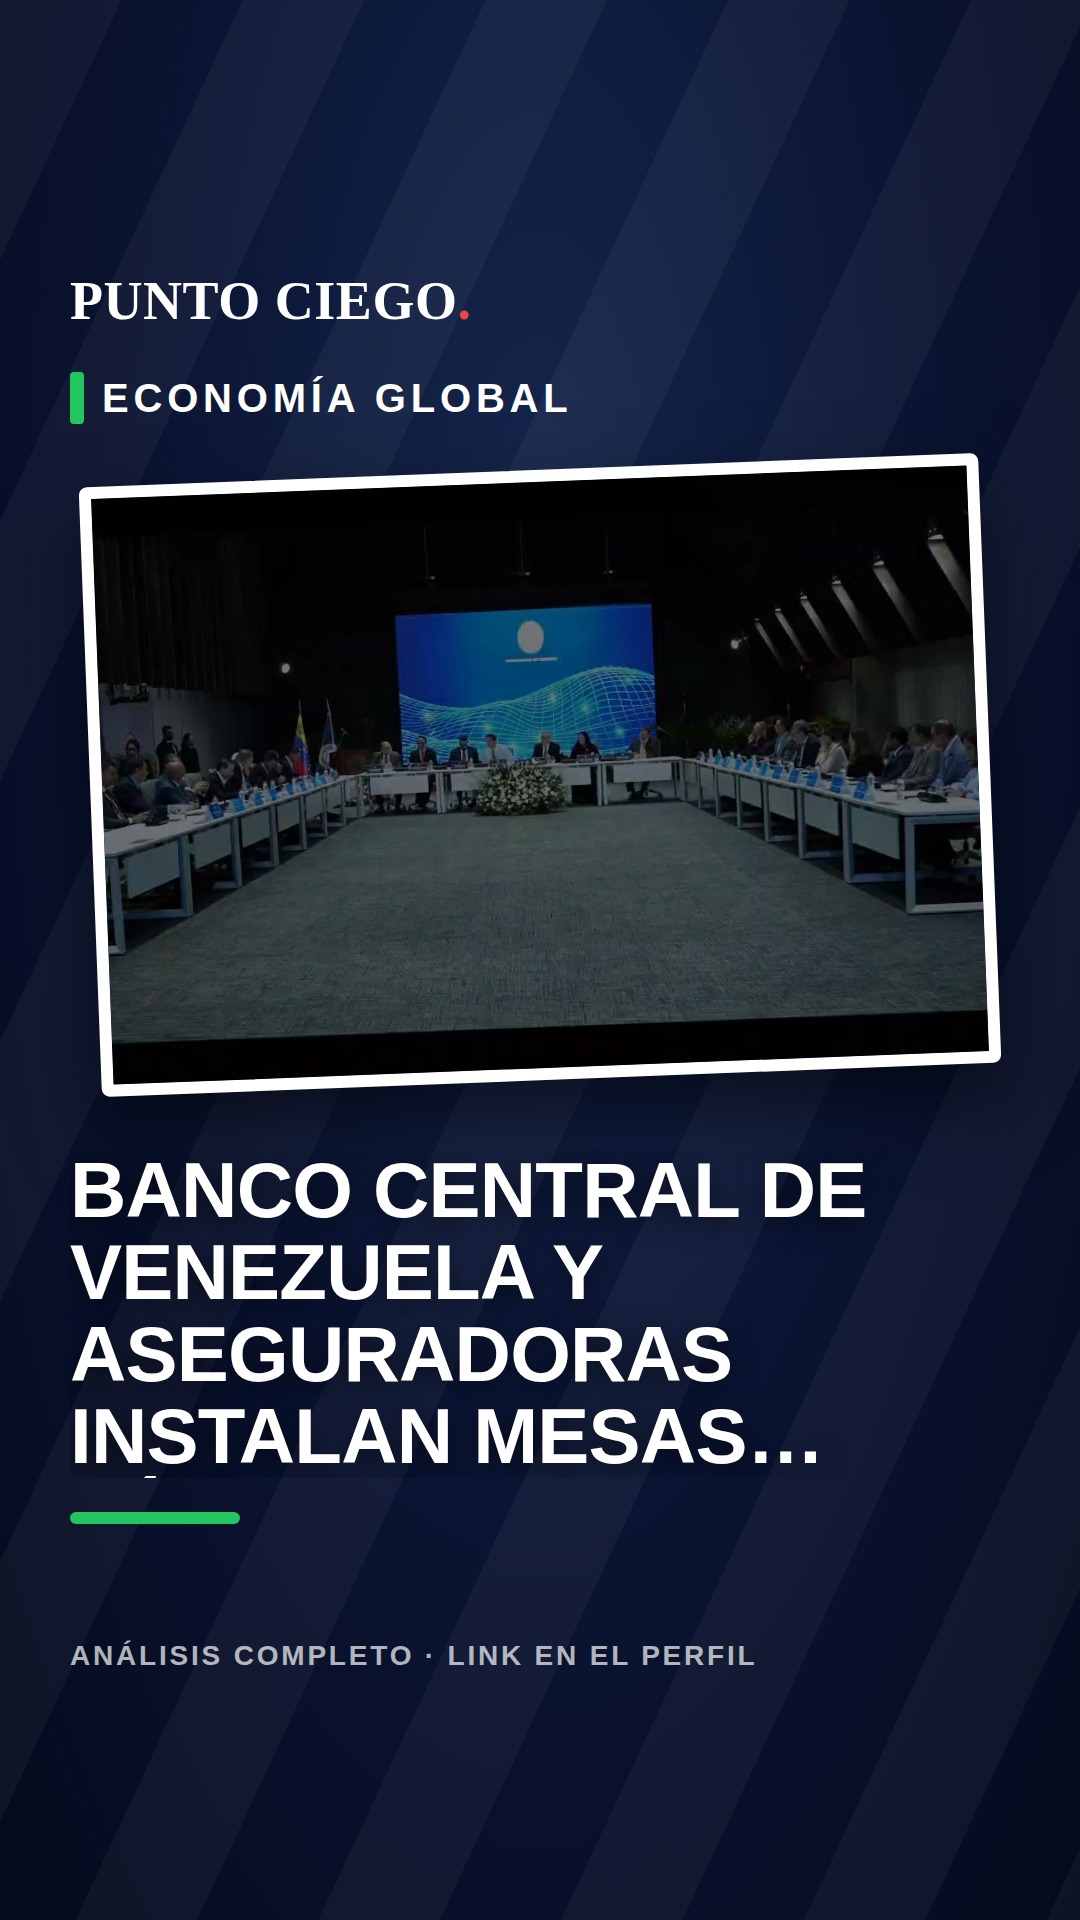 PUNTO CIEGO.
ECONOMÍA GLOBAL
BANCO CENTRAL DE
VENEZUELA Y
ASEGURADORAS
INSTALAN MESAS…
ANÁLISIS COMPLETO · LINK EN EL PERFIL